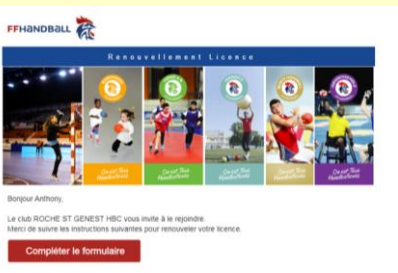 FFHANDBALL
Renouvellement Licence
Bonjour Anthony,
Le club ROCHE ST GENEST HBC vous invite à le rejoindre.
Merci de suivre les instructions suivantes pour renouveler votre licence.
Compléter le formulaire